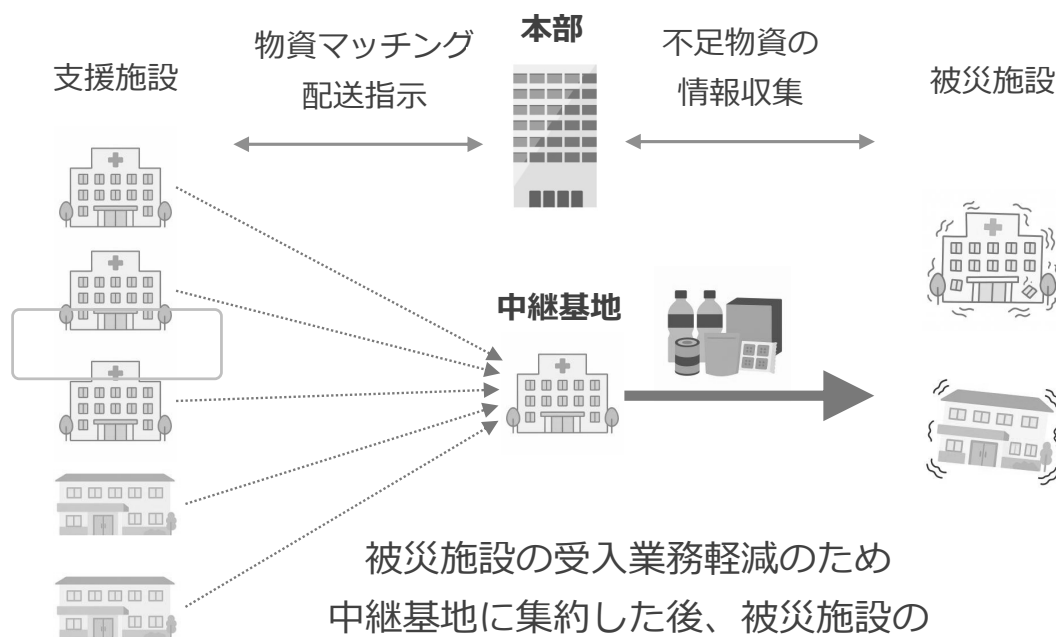 本部
物資マッチング
配送指示
不足物資の
情報収集
支援施設
被災施設
中継基地
被災施設の受入業務軽減のため
中継基地に集約した後、被災施設の